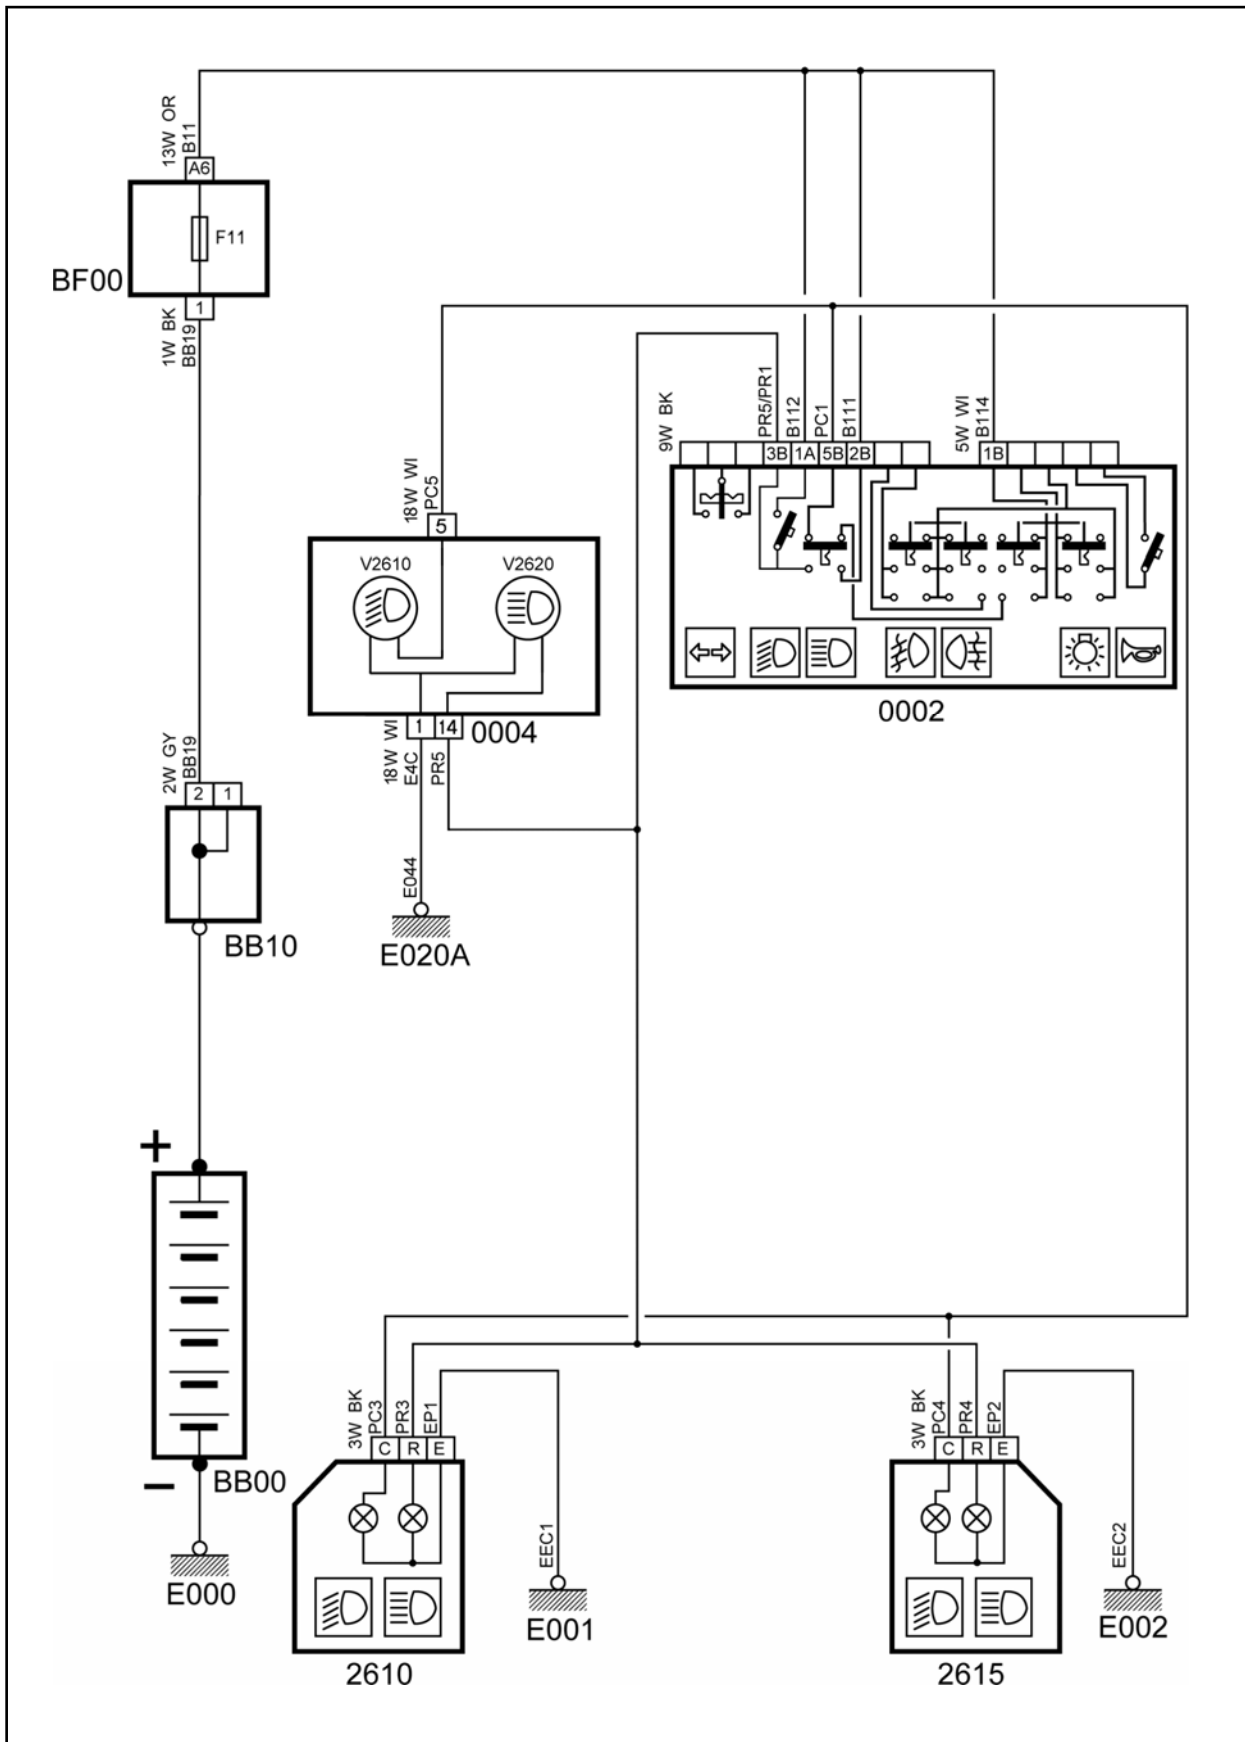 13W OR
B11
A6
F11
BF00
1
1W BK
BB19
9W BK
PR5/PR1
B112
PC1
B111
5W WI
B114
3B 1A 5B 2B
1B
18W WI
PC5
5
V2610 V2620
0002
1 14
0004
18W WI
E4C
PR5
2W GY
BB19
2 1
E044
BB10
E020A
+
3W BK
PC3
PR3
EP1
3W BK
PC4
PR4
EP2
C R E
C R E
−
BB00
EEC1
EEC2
E000
E001
E002
2610
2615